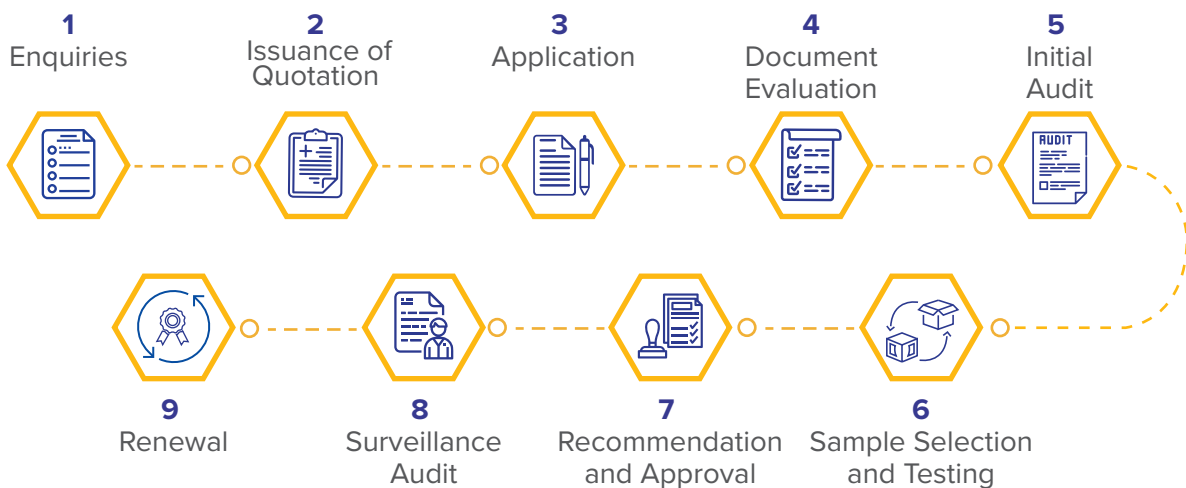 1
Enquiries
2
Issuance of
Quotation
3
Application
4
Document
Evaluation
5
Initial
Audit
AUDIT
6
Sample Selection
and Testing
7
Recommendation
and Approval
8
Surveillance
Audit
9
Renewal